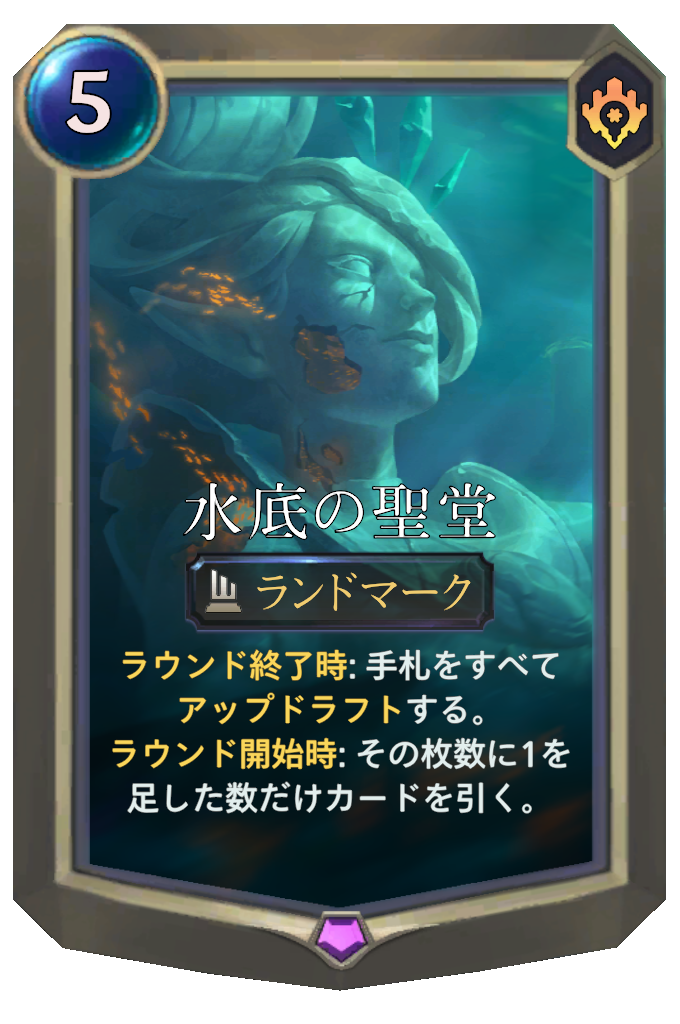 5
水底の聖堂
ランドマーク
ラウンド終了時: 手札をすべて
アップドラフトする。
ラウンド開始時: その枚数に1を
足した数だけカードを引く。